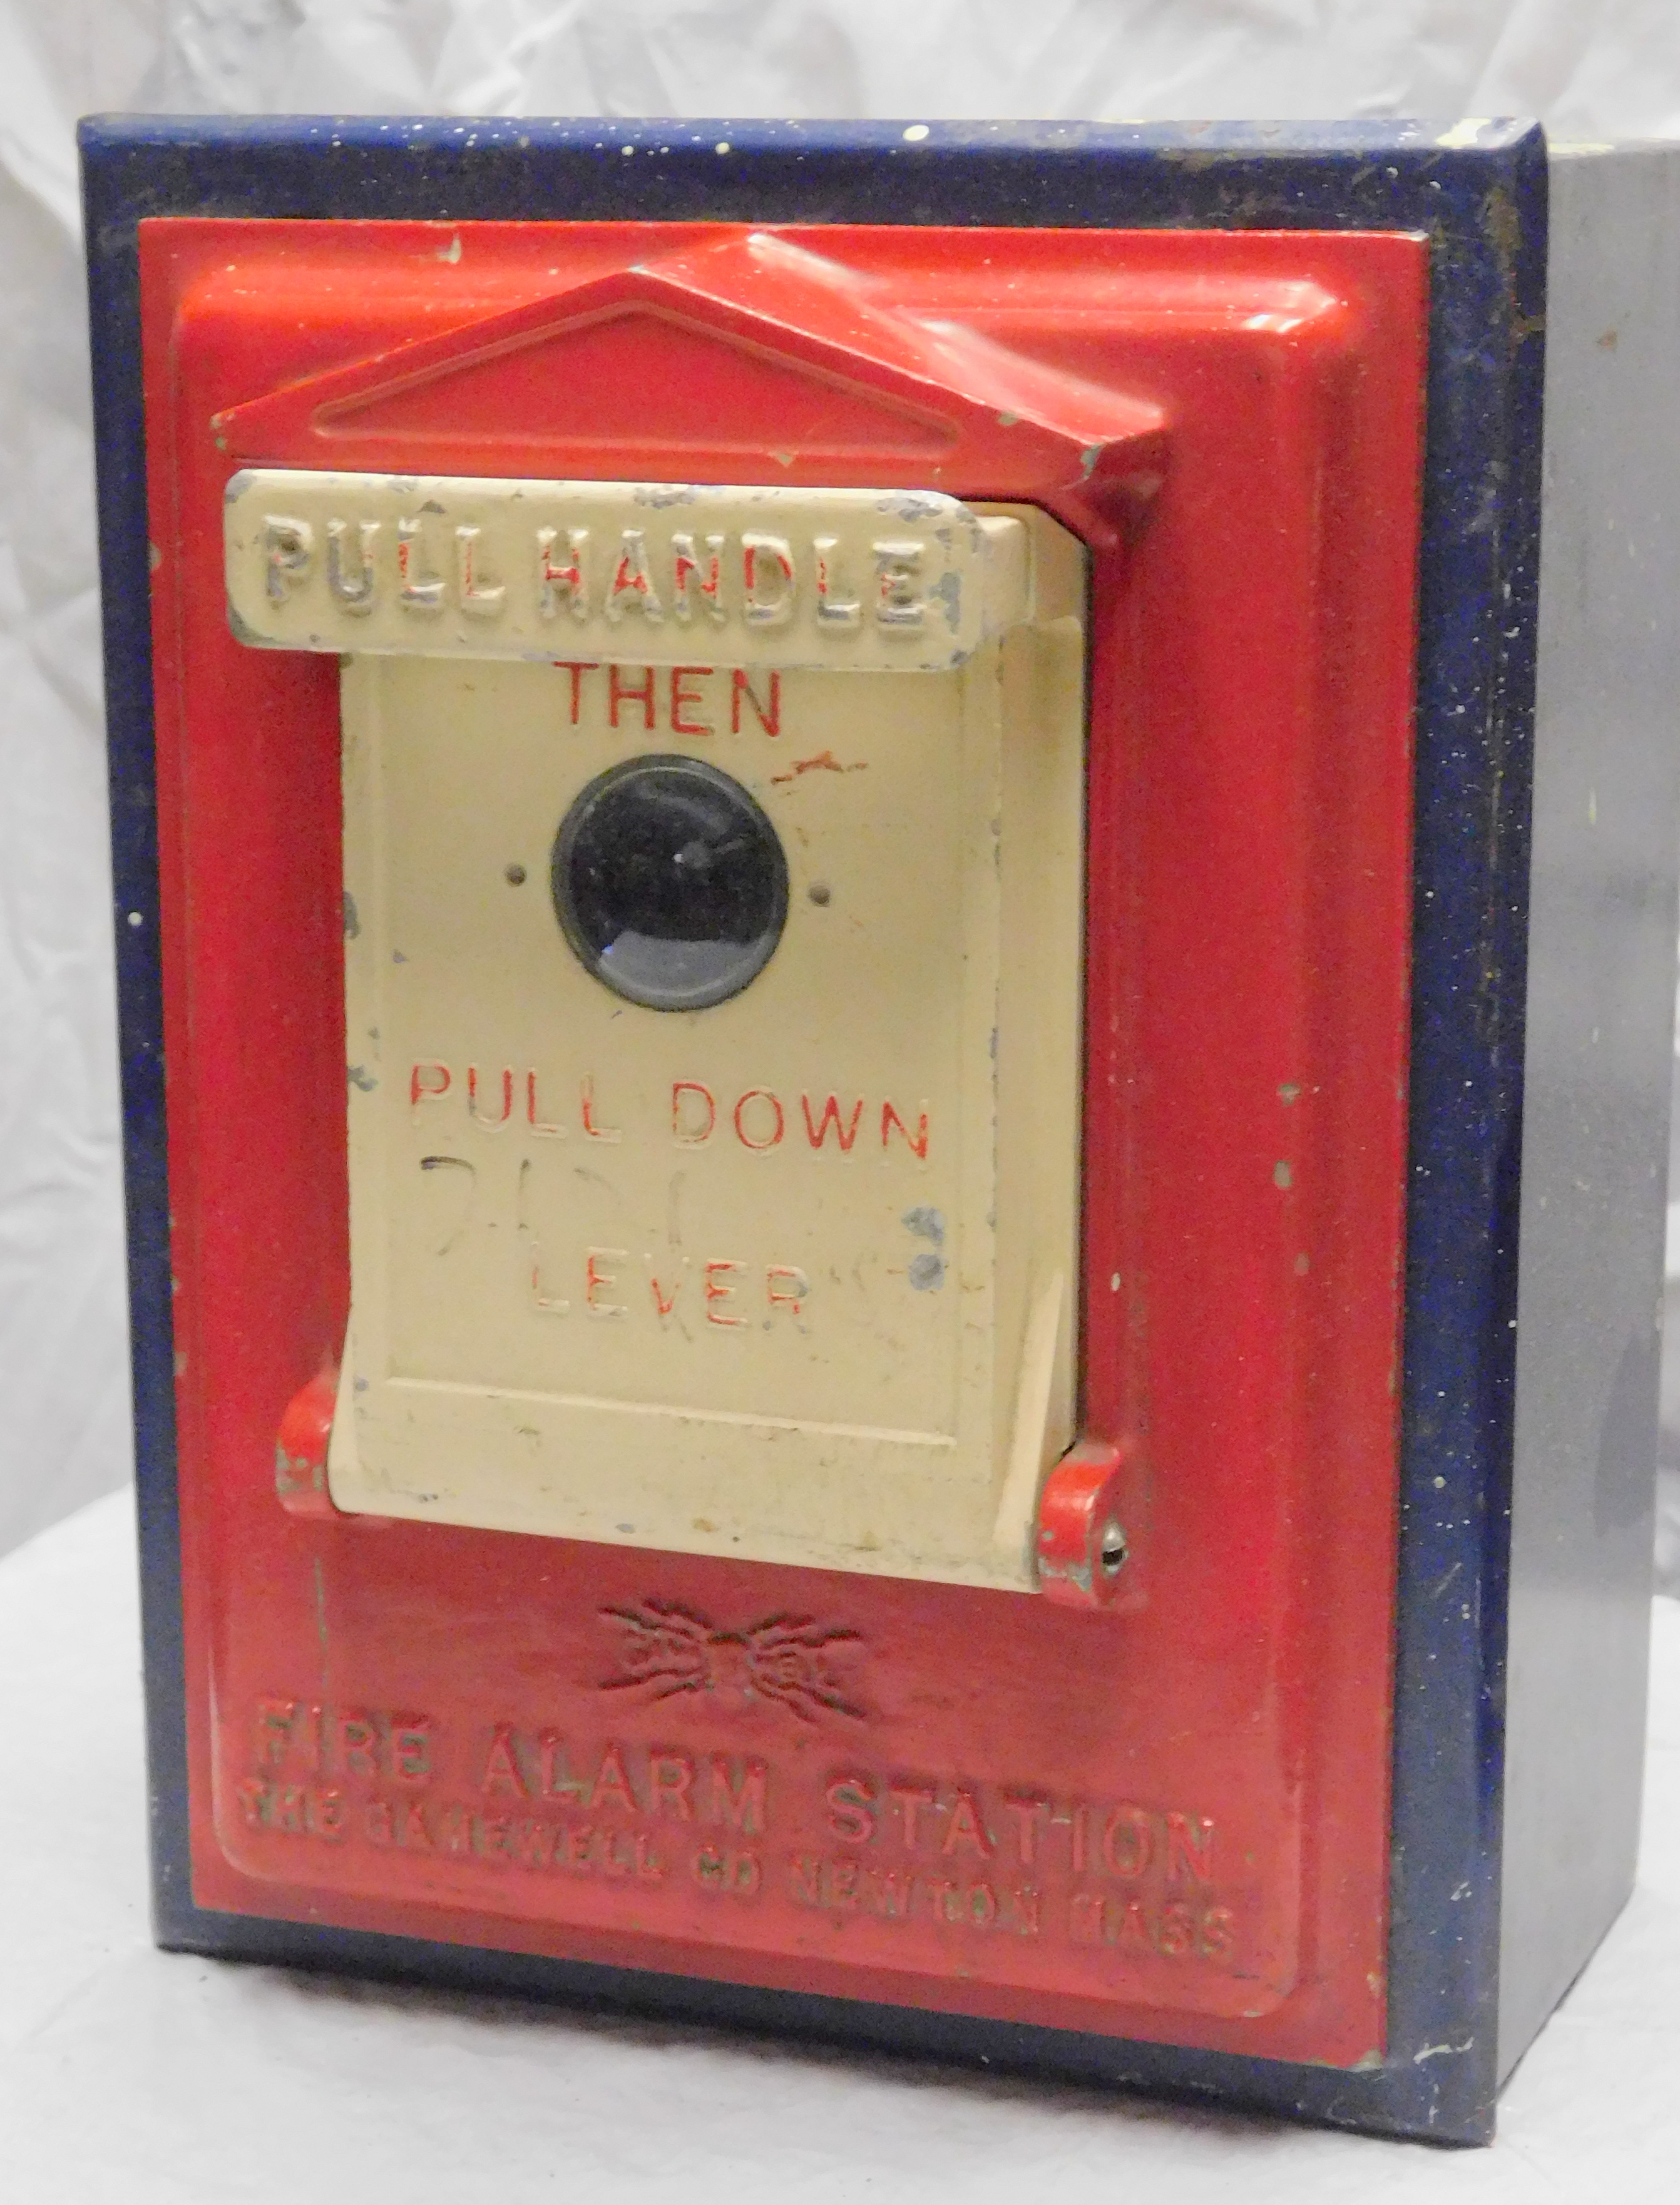 PULL HANDLE
THEN
PULL DOWN
LEVER
FIRE ALARM STATION
THE GAMEWELL CO NEWTON MASS